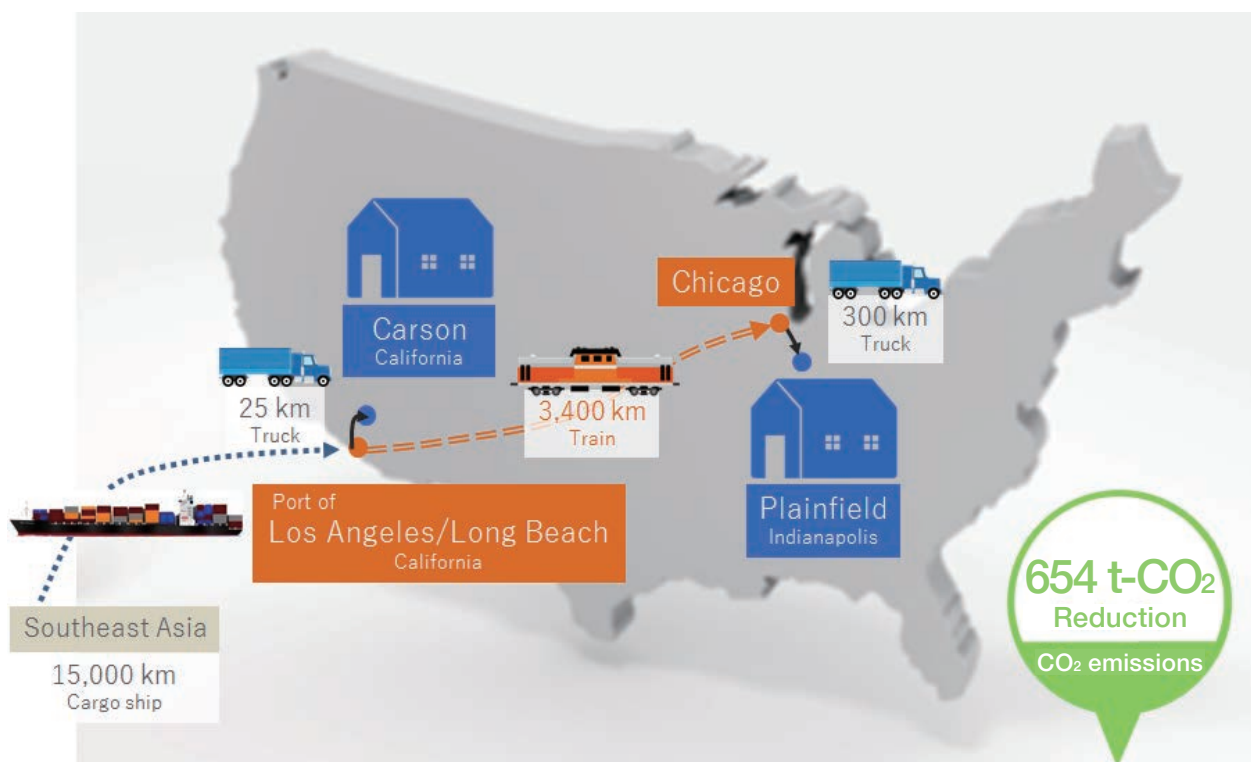 Carson
California
25 km
Truck
Port of
Los Angeles/Long Beach
California
Southeast Asia
15,000 km
Cargo ship
3,400 km
Train
Chicago
300 km
Truck
Plainfield
Indianapolis
654 t-CO₂
Reduction
CO₂ emissions